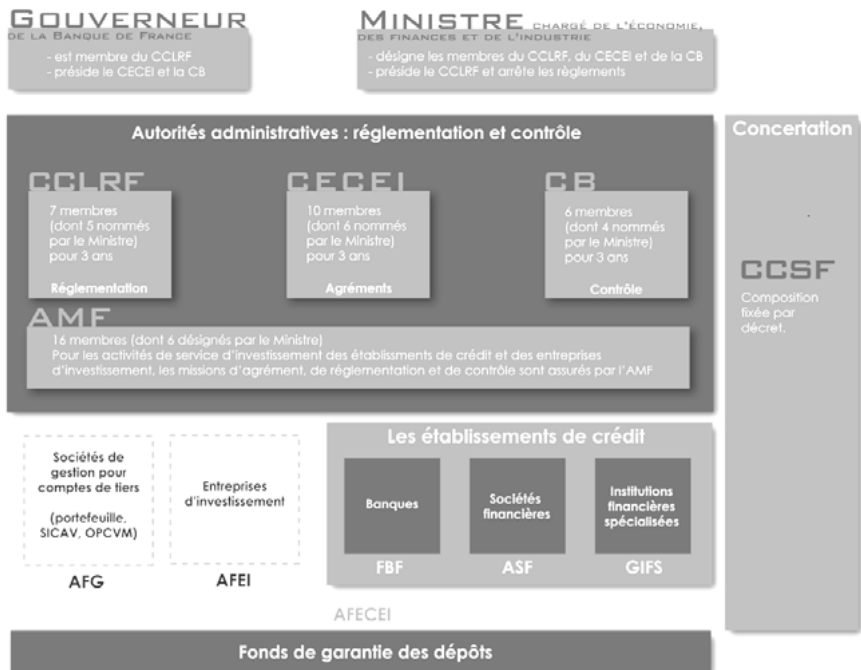 GOUVERNEUR
DE LA BANQUE DE FRANCE
- est membre du CCLRF
- préside le CECEI et la CB
MINISTRE CHARGÉ DE L'ÉCONOMIE,
DES FINANCES ET DE L'INDUSTRIE
- désigne les membres du CCLRF, du CECEI et de la CB
- préside le CCLRF et arrête les règlements
Autorités administratives : réglementation et contrôle
CCLRF
7 membres
(dont 5 nommés
par le Ministre)
pour 3 ans
Réglementation
CECEI
10 membres
(dont 6 nommés
par le Ministre)
pour 3 ans
Agréments
CB
6 membres
(dont 4 nommés
par le Ministre)
pour 3 ans
Contrôle
AMF
16 membres (dont 6 désignés par le Ministre)
Pour les activités de service d'investissement des établissments de crédit et des entreprises
d'investissement, les missions d'agrément, de réglementation et de contrôle sont assurés par l'AMF
Concertation
CCSF
Composition
fixée par
décret.
Sociétés de
gestion pour
comptes de tiers
(portefeuille,
SICAV, OPCVM)
AFG
Entreprises
d'investissement
AFEI
Les établissements de crédit
Banques
FBF
Sociétés
financières
ASF
Institutions
financières
spécialisées
GIFS
AFECEI
Fonds de garantie des dépôts